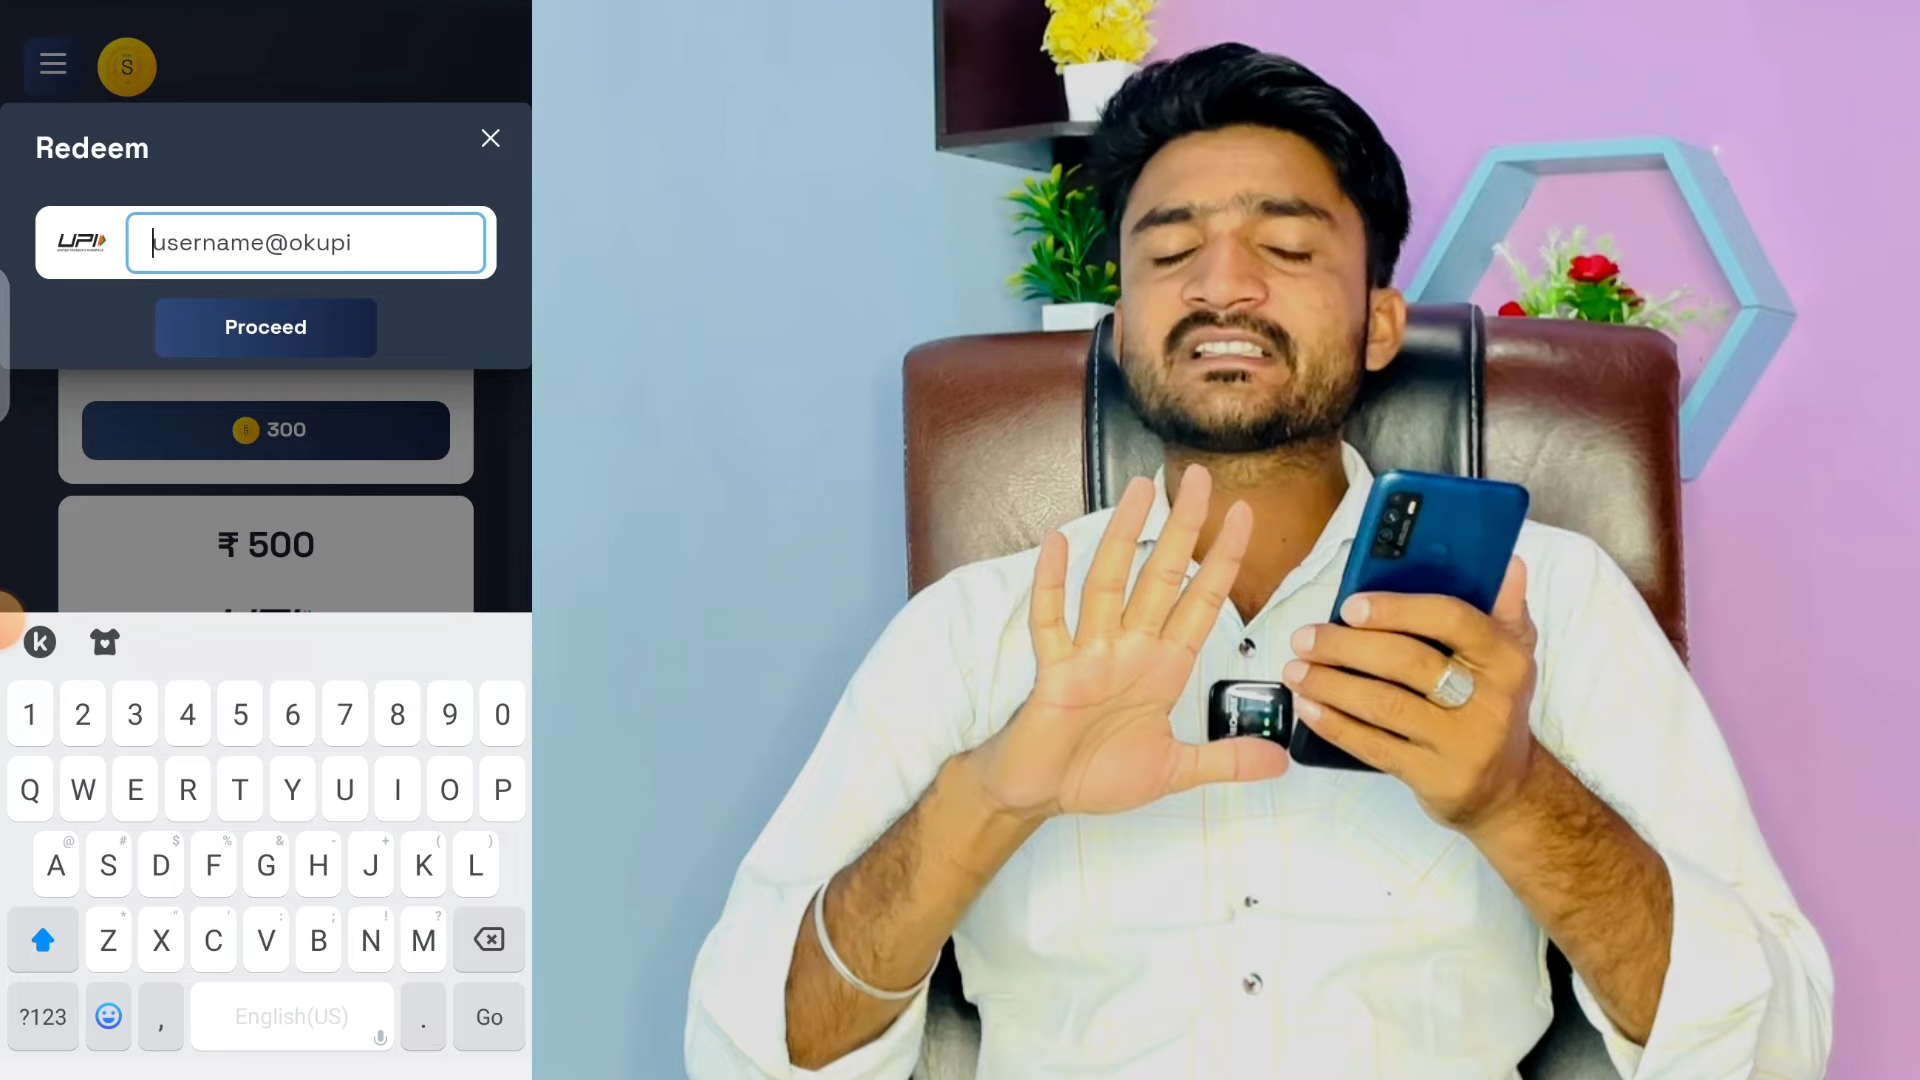 S
Redeem
UPI
username@okupi
Proceed
300
₹ 500
k
1 2 3 4 5 6 7 8 9 0
Q W E R T Y U I O P
@ # $ % & - + ( )
A S D F G H J K L
* " ' : ; ! ?
Z X C V B N M
?123 , English(US) . Go